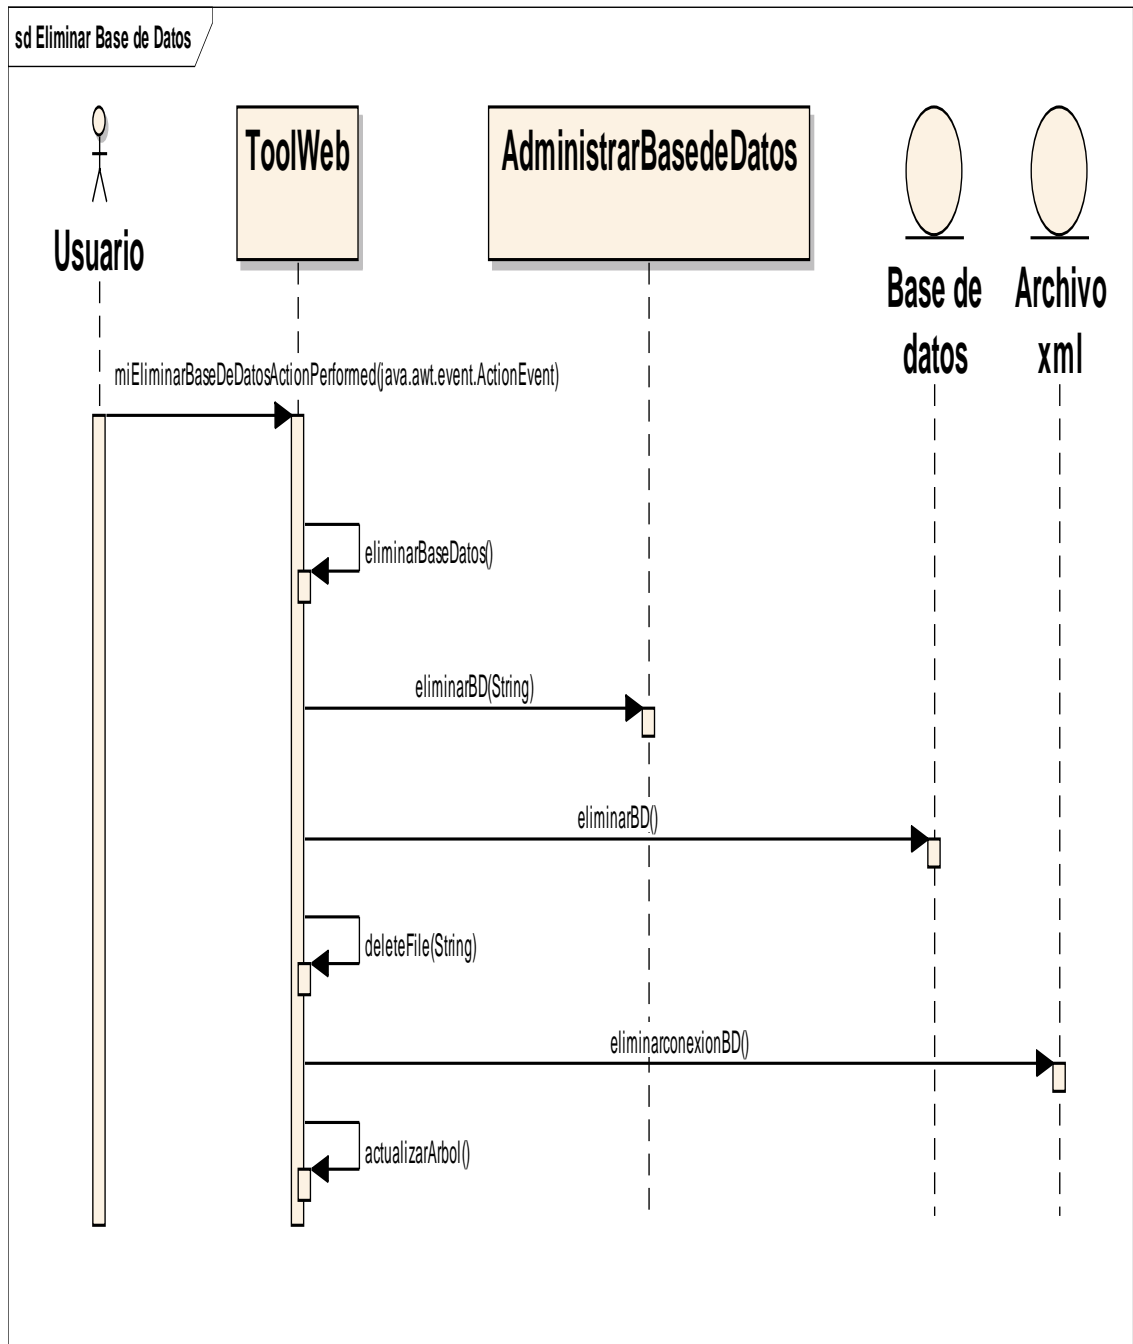 sd Eliminar Base de Datos
ToolWeb
AdministrarBasedeDatos
Usuario
Base de
datos
Archivo
xml
miEliminarBaseDeDatosActionPerformed(java.awt.event.ActionEvent)
eliminarBaseDatos()
eliminarBD(String)
eliminarBD()
deleteFile(String)
eliminarconexionBD()
actualizarArbol()